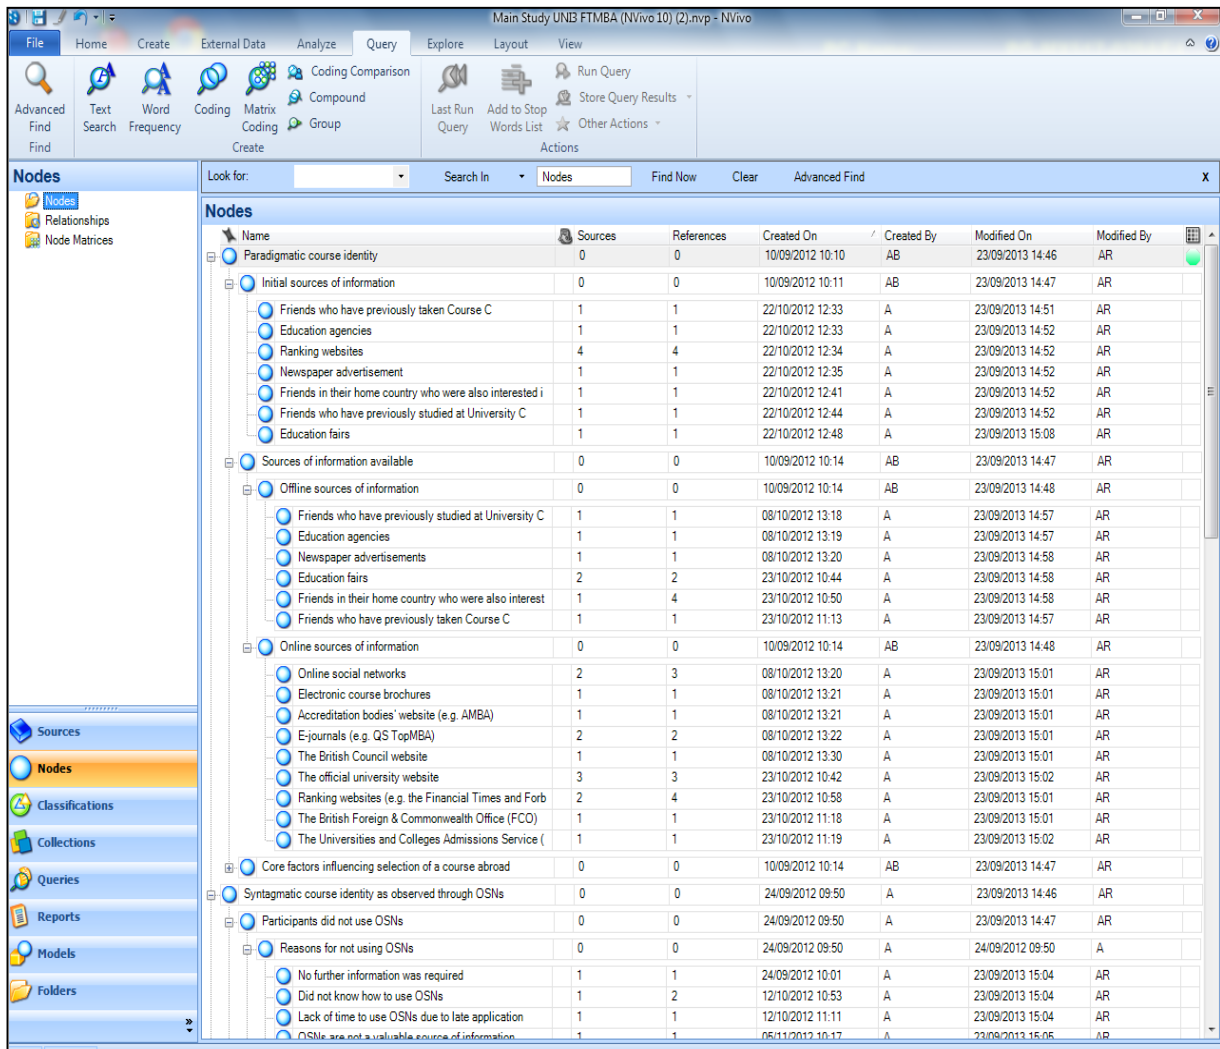 Main Study UNI3 FTMBA (NVivo 10) (2).nvp - NVivo
File Home Create External Data Analyze Query Explore Layout View
Advanced Find
Text Search
Word Frequency
Coding
Matrix Coding
Coding Comparison
Compound
Group
Last Run Query
Add to Stop Words List
Run Query
Store Query Results
Other Actions
Find Create Actions
Nodes
Nodes
Relationships
Node Matrices
Sources
Nodes
Classifications
Collections
Queries
Reports
Models
Folders
Look for: Search In Nodes Find Now Clear Advanced Find X
Nodes
Name Sources References Created On Created By Modified On Modified By
Paradigmatic course identity 0 0 10/09/2012 10:10 AB 23/09/2013 14:46 AR
Initial sources of information 0 0 10/09/2012 10:11 AB 23/09/2013 14:47 AR
Friends who have previously taken Course C 1 1 22/10/2012 12:33 A 23/09/2013 14:51 AR
Education agencies 1 1 22/10/2012 12:33 A 23/09/2013 14:52 AR
Ranking websites 4 4 22/10/2012 12:34 A 23/09/2013 14:52 AR
Newspaper advertisement 1 1 22/10/2012 12:35 A 23/09/2013 14:52 AR
Friends in their home country who were also interested i 1 1 22/10/2012 12:41 A 23/09/2013 14:52 AR
Friends who have previously studied at University C 1 1 22/10/2012 12:44 A 23/09/2013 14:52 AR
Education fairs 1 1 22/10/2012 12:48 A 23/09/2013 15:08 AR
Sources of information available 0 0 10/09/2012 10:14 AB 23/09/2013 14:47 AR
Offline sources of information 0 0 10/09/2012 10:14 AB 23/09/2013 14:48 AR
Friends who have previously studied at University C 1 1 08/10/2012 13:18 A 23/09/2013 14:57 AR
Education agencies 1 1 08/10/2012 13:19 A 23/09/2013 14:57 AR
Newspaper advertisements 1 1 08/10/2012 13:20 A 23/09/2013 14:58 AR
Education fairs 2 2 23/10/2012 10:44 A 23/09/2013 14:58 AR
Friends in their home country who were also interest 1 4 23/10/2012 10:50 A 23/09/2013 14:58 AR
Friends who have previously taken Course C 1 1 23/10/2012 11:13 A 23/09/2013 14:57 AR
Online sources of information 0 0 10/09/2012 10:14 AB 23/09/2013 14:48 AR
Online social networks 2 3 08/10/2012 13:20 A 23/09/2013 15:01 AR
Electronic course brochures 1 1 08/10/2012 13:21 A 23/09/2013 15:01 AR
Accreditation bodies' website (e.g. AMBA) 1 1 08/10/2012 13:21 A 23/09/2013 15:01 AR
E-journals (e.g. QS TopMBA) 2 2 08/10/2012 13:22 A 23/09/2013 15:01 AR
The British Council website 1 1 08/10/2012 13:30 A 23/09/2013 15:01 AR
The official university website 3 3 23/10/2012 10:42 A 23/09/2013 15:02 AR
Ranking websites (e.g. the Financial Times and Forb 2 4 23/10/2012 10:58 A 23/09/2013 15:01 AR
The British Foreign & Commonwealth Office (FCO) 1 1 23/10/2012 11:18 A 23/09/2013 15:01 AR
The Universities and Colleges Admissions Service ( 1 1 23/10/2012 11:19 A 23/09/2013 15:02 AR
Core factors influencing selection of a course abroad 0 0 10/09/2012 10:14 AB 23/09/2013 14:47 AR
Syntagmatic course identity as observed through OSNs 0 0 24/09/2012 09:50 A 23/09/2013 14:46 AR
Participants did not use OSNs 0 0 24/09/2012 09:50 A 23/09/2013 14:47 AR
Reasons for not using OSNs 0 0 24/09/2012 09:50 A 24/09/2012 09:50 A
No further information was required 1 1 24/09/2012 10:01 A 23/09/2013 15:04 AR
Did not know how to use OSNs 1 2 12/10/2012 10:53 A 23/09/2013 15:04 AR
Lack of time to use OSNs due to late application 1 1 12/10/2012 11:11 A 23/09/2013 15:04 AR
OSNs are not a valuable source of information 1 1 05/11/2012 10:17 A 23/09/2013 15:05 AR